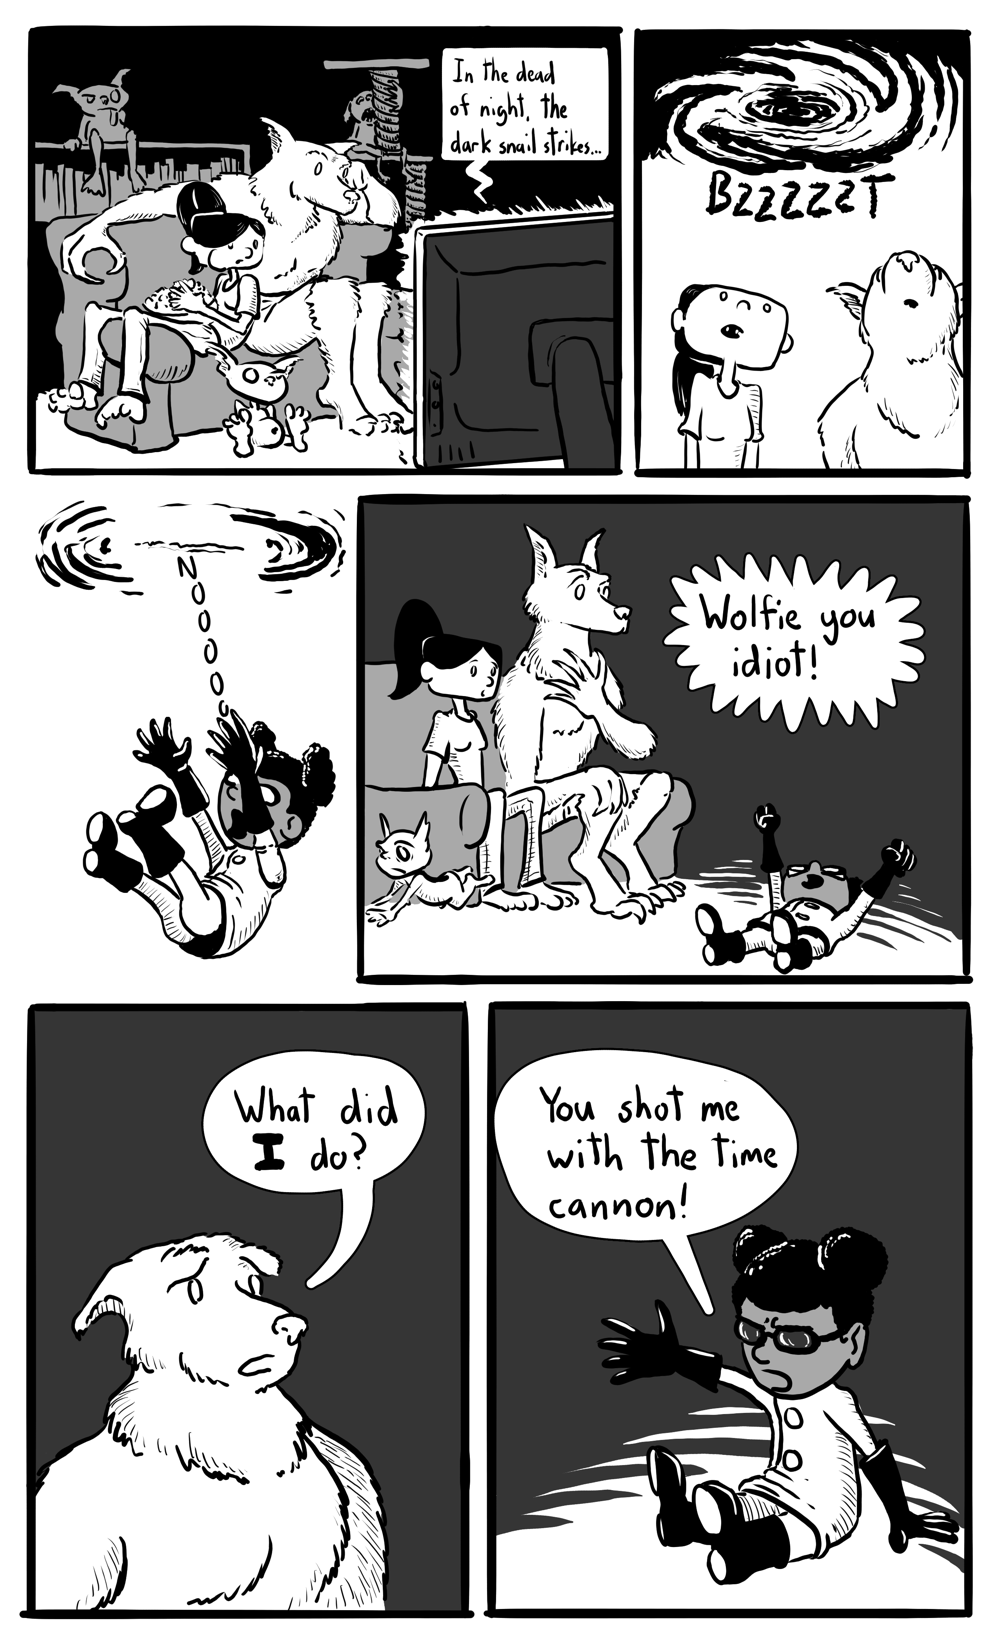 In the dead
of night, the
dark snail strikes...
BZZZZZT
NOOOOOO
Wolfie you
idiot!
What did
I do?
You shot me
with the time
cannon!